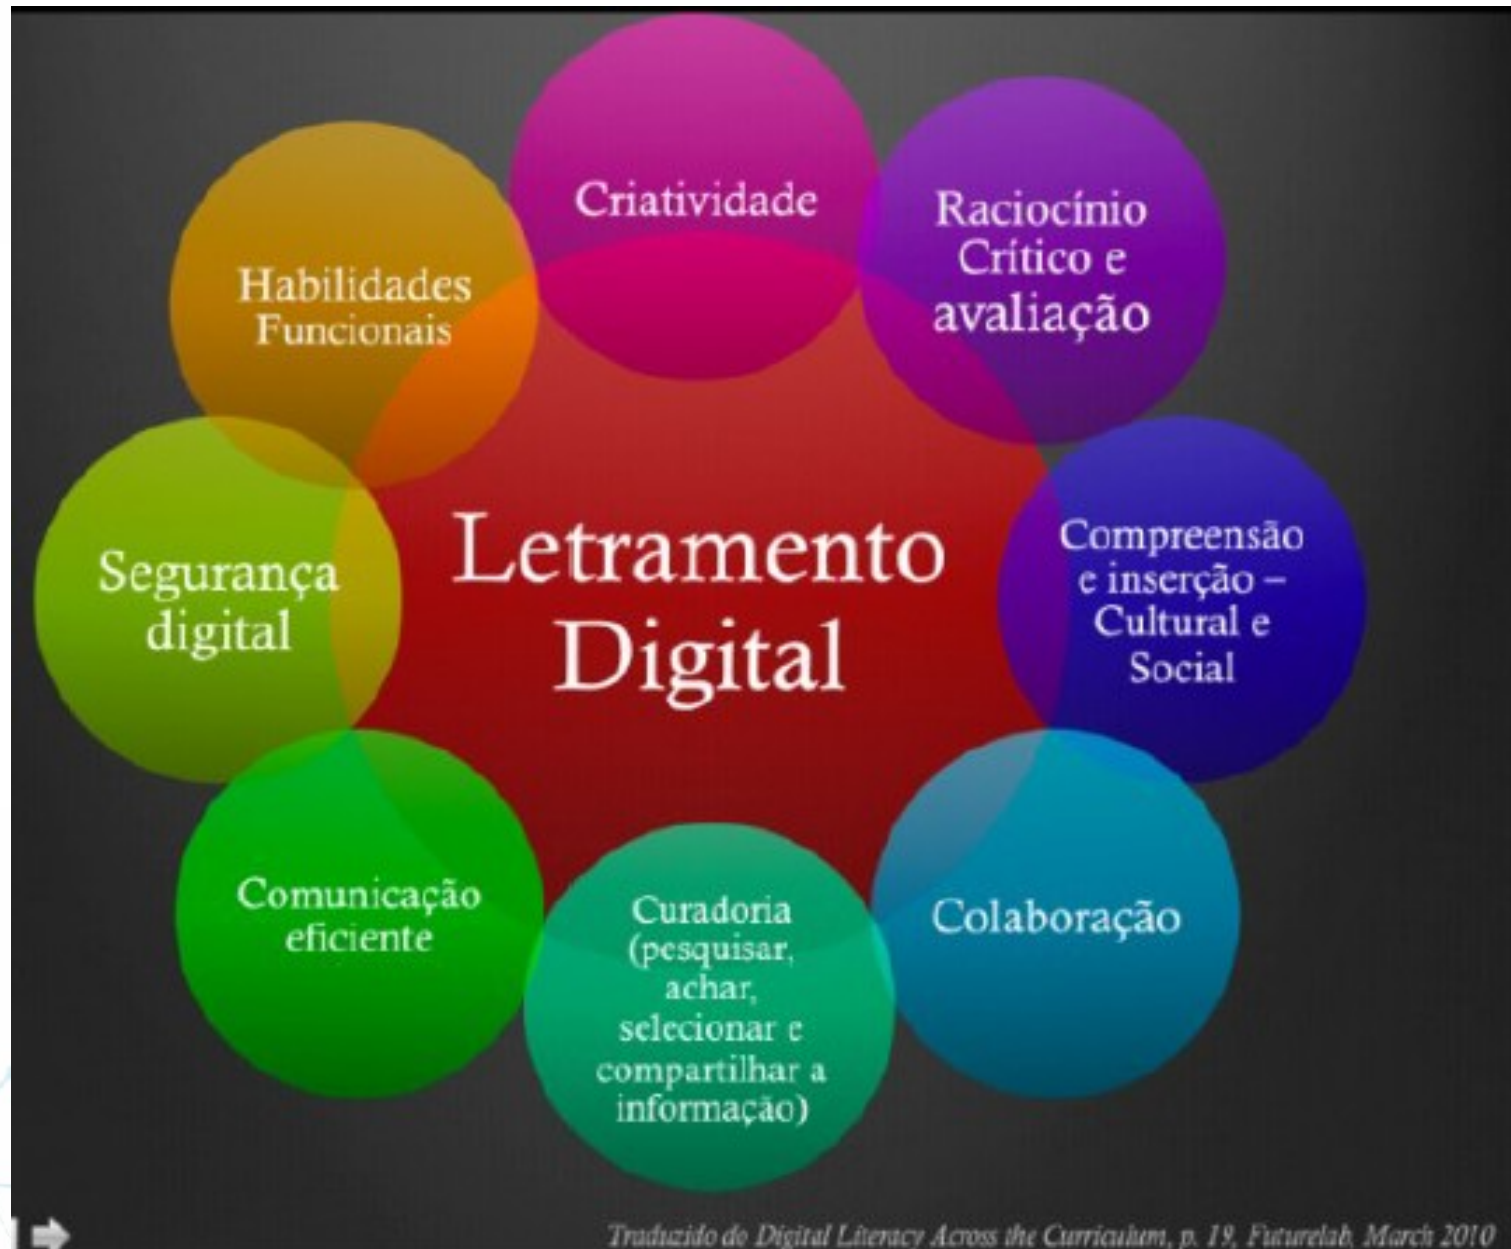 Criatividade
Raciocínio
Crítico e
avaliação
Habilidades
Funcionais
Letramento
Digital
Compreensão
e inserção –
Cultural e
Social
Segurança
digital
Comunicação
eficiente
Curadoria
(pesquisar,
achar,
selecionar e
compartilhar a
informação)
Colaboração
Traduzido do Digital Literacy Across the Curriculum, p. 19, Futurelab, March 2010